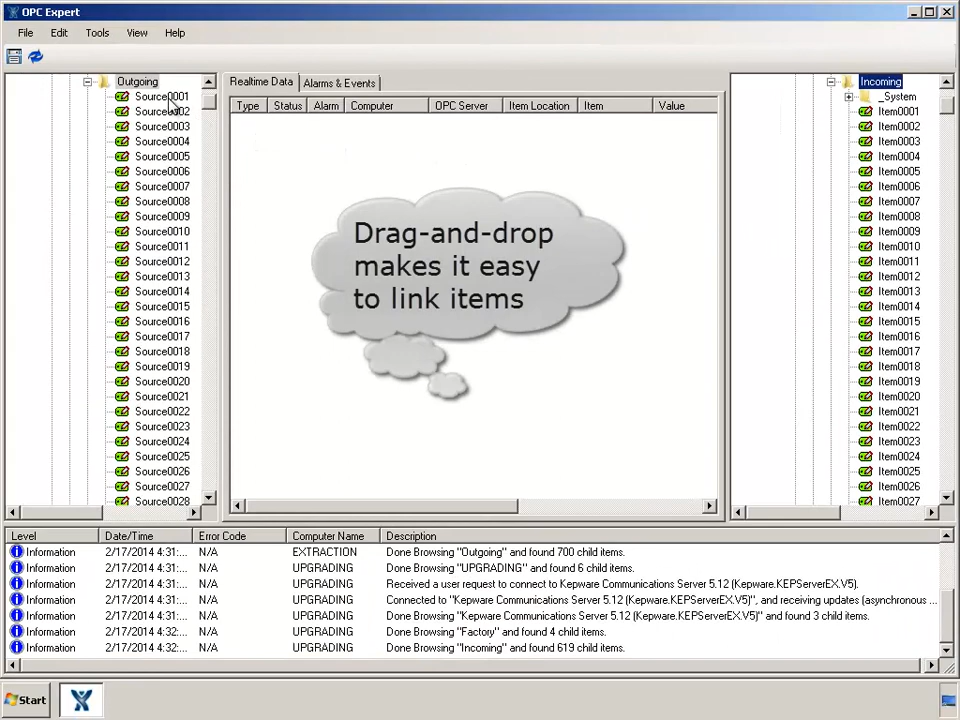 OPC Expert
File Edit Tools View Help
Outgoing
Source0001
Source0002
Source0003
Source0004
Source0005
Source0006
Source0007
Source0008
Source0009
Source0010
Source0011
Source0012
Source0013
Source0014
Source0015
Source0016
Source0017
Source0018
Source0019
Source0020
Source0021
Source0022
Source0023
Source0024
Source0025
Source0026
Source0027
Source0028
Realtime Data Alarms & Events
Type Status Alarm Computer OPC Server Item Location Item Value
Drag-and-drop
makes it easy
to link items
Incoming
_System
Item0001
Item0002
Item0003
Item0004
Item0005
Item0006
Item0007
Item0008
Item0009
Item0010
Item0011
Item0012
Item0013
Item0014
Item0015
Item0016
Item0017
Item0018
Item0019
Item0020
Item0021
Item0022
Item0023
Item0024
Item0025
Item0026
Item0027
Level Date/Time Error Code Computer Name Description
Information 2/17/2014 4:31:... N/A EXTRACTION Done Browsing "Outgoing" and found 700 child items.
Information 2/17/2014 4:31:... N/A UPGRADING Done Browsing "UPGRADING" and found 6 child items.
Information 2/17/2014 4:31:... N/A UPGRADING Received a user request to connect to Kepware Communications Server 5.12 (Kepware.KEPServerEX.V5).
Information 2/17/2014 4:31:... N/A UPGRADING Connected to "Kepware Communications Server 5.12 (Kepware.KEPServerEX.V5)", and receiving updates (asynchronous ...
Information 2/17/2014 4:31:... N/A UPGRADING Done Browsing "Kepware Communications Server 5.12 (Kepware.KEPServerEX.V5)" and found 3 child items.
Information 2/17/2014 4:32:... N/A UPGRADING Done Browsing "Factory" and found 4 child items.
Information 2/17/2014 4:32:... N/A UPGRADING Done Browsing "Incoming" and found 619 child items.
Start